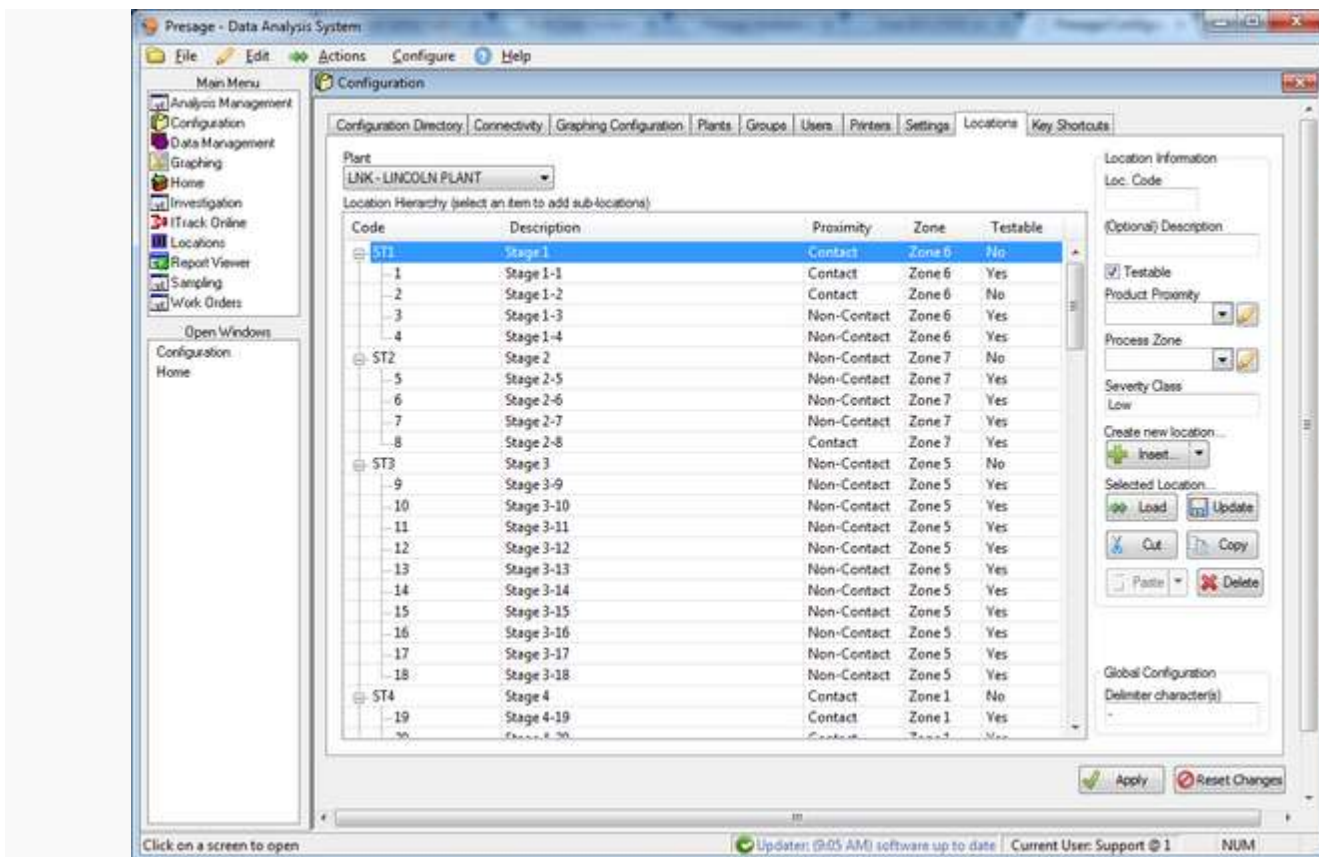 Presage - Data Analysis System
File Edit Actions Configure Help
Main Menu
Analysis Management
Configuration
Data Management
Graphing
Home
Investigation
ITrack Online
Locations
Report Viewer
Sampling
Work Orders
Open Windows
Configuration
Home
Configuration
Configuration Directory Connectivity Graphing Configuration Plants Groups Users Printers Settings Locations Key Shortcuts
Plant
LNK - LINCOLN PLANT
Location Hierarchy (select an item to add sub-locations)
Code Description Proximity Zone Testable
ST1 Stage 1 Contact Zone 6 No
1 Stage 1-1 Contact Zone 6 Yes
2 Stage 1-2 Contact Zone 6 No
3 Stage 1-3 Non-Contact Zone 6 Yes
4 Stage 1-4 Non-Contact Zone 6 Yes
ST2 Stage 2 Non-Contact Zone 7 No
5 Stage 2-5 Non-Contact Zone 7 Yes
6 Stage 2-6 Non-Contact Zone 7 Yes
7 Stage 2-7 Non-Contact Zone 7 Yes
8 Stage 2-8 Contact Zone 7 Yes
ST3 Stage 3 Non-Contact Zone 5 No
9 Stage 3-9 Non-Contact Zone 5 Yes
10 Stage 3-10 Non-Contact Zone 5 Yes
11 Stage 3-11 Non-Contact Zone 5 Yes
12 Stage 3-12 Non-Contact Zone 5 Yes
13 Stage 3-13 Non-Contact Zone 5 Yes
14 Stage 3-14 Non-Contact Zone 5 Yes
15 Stage 3-15 Non-Contact Zone 5 Yes
16 Stage 3-16 Non-Contact Zone 5 Yes
17 Stage 3-17 Non-Contact Zone 5 Yes
18 Stage 3-18 Non-Contact Zone 5 Yes
ST4 Stage 4 Contact Zone 1 No
19 Stage 4-19 Contact Zone 1 Yes
Location Information
Loc. Code
(Optional) Description
Testable
Product Proximity
Process Zone
Severity Class
Low
Create new location...
Insert...
Selected Location...
Load Update
Cut Copy
Paste Delete
Global Configuration
Delimiter character(s)
-
Apply Reset Changes
Click on a screen to open
Updater: (9:05 AM) software up to date
Current User: Support @ 1
NUM